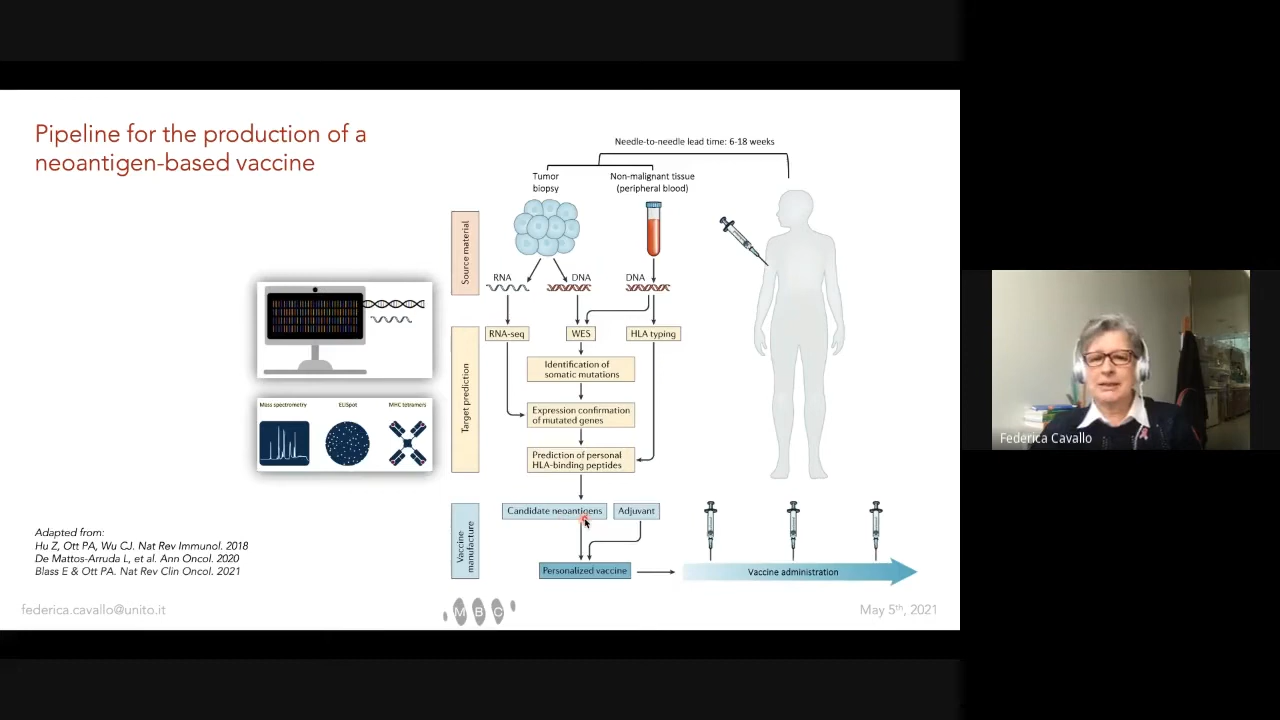 Pipeline for the production of a
neoantigen-based vaccine
Needle-to-needle lead time: 6-18 weeks
Tumor
biopsy
Non-malignant tissue
(peripheral blood)
Source material
RNA
DNA
DNA
Target prediction
RNA-seq
WES
HLA typing
Identification of
somatic mutations
Expression confirmation
of mutated genes
Prediction of personal
HLA-binding peptides
Mass spectrometry
ELISpot
MHC tetramers
Vaccine
manufacture
Candidate neoantigens
Adjuvant
Personalized vaccine
Vaccine administration
Adapted from:
Hu Z, Ott PA, Wu CJ. Nat Rev Immunol. 2018
De Mattos-Arruda L, et al. Ann Oncol. 2020
Blass E & Ott PA. Nat Rev Clin Oncol. 2021
federica.cavallo@unito.it
MBC
May 5th, 2021
Federica Cavallo